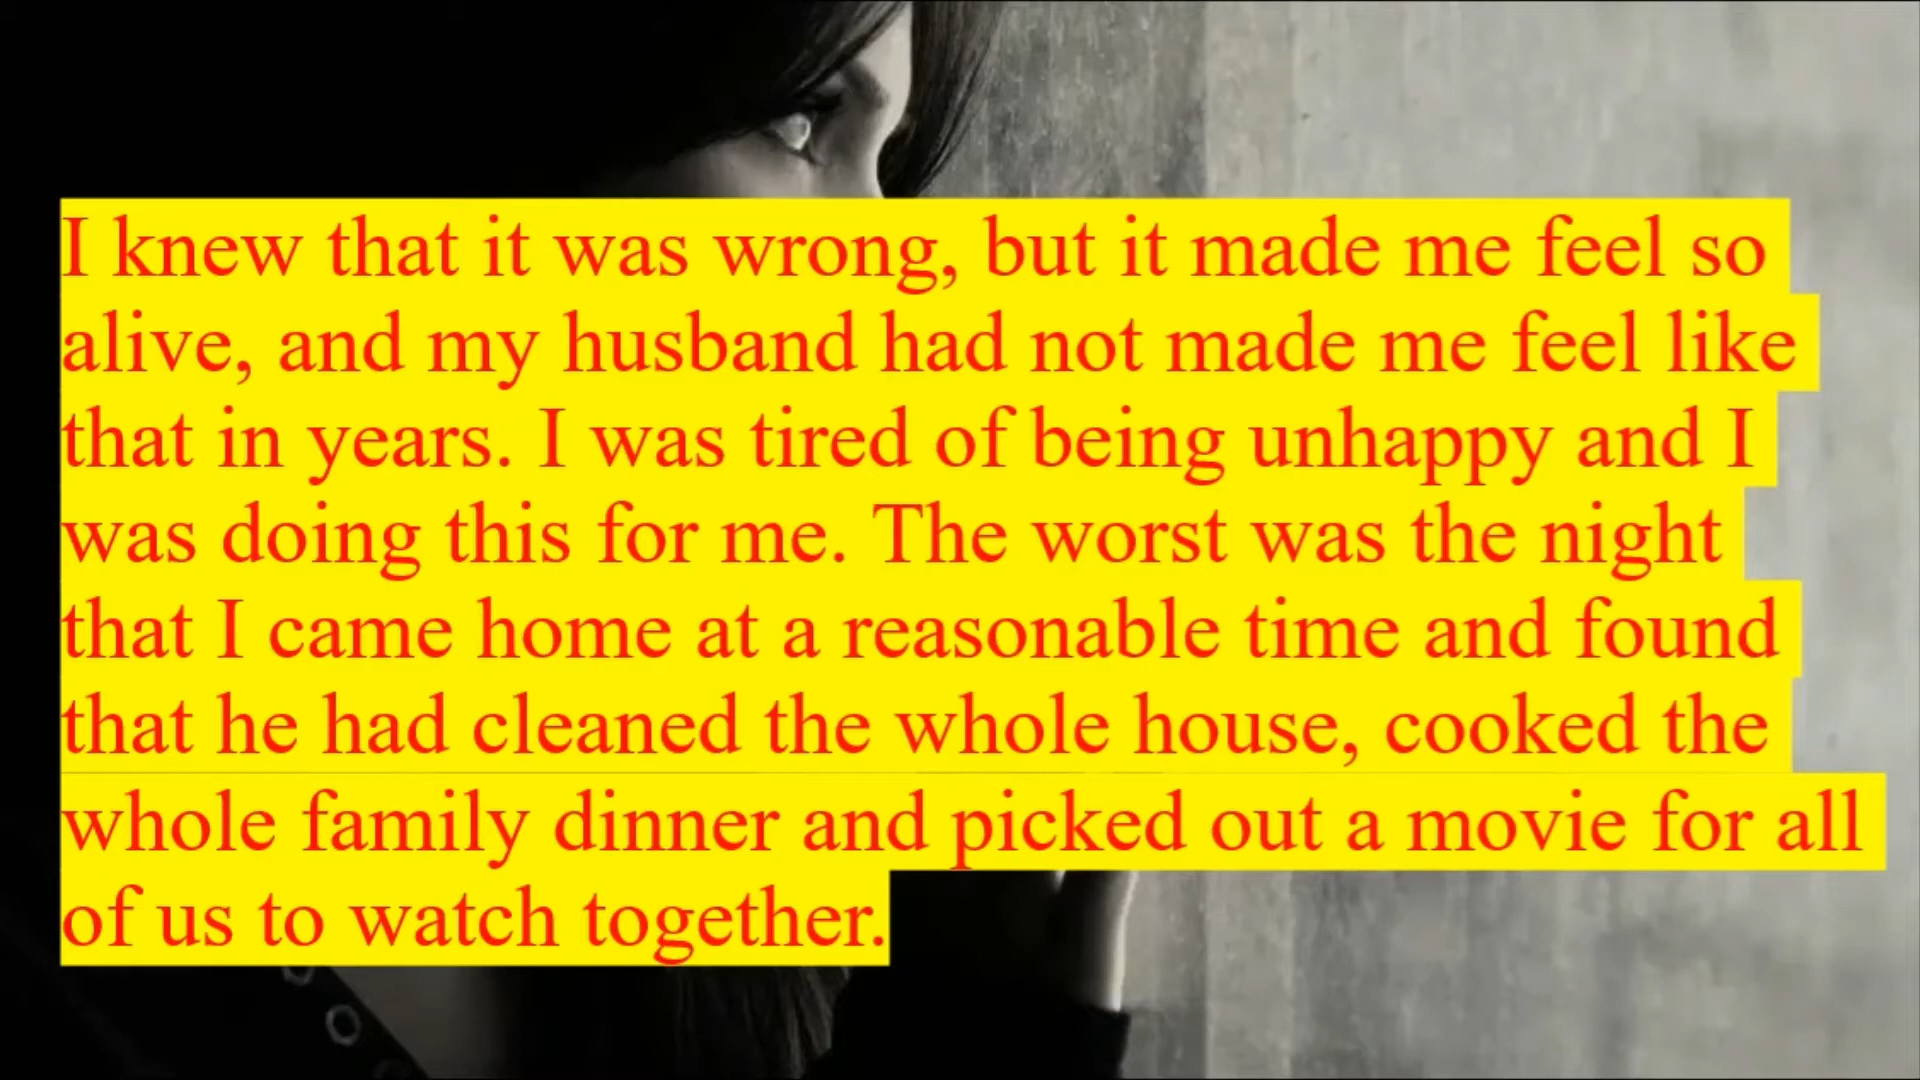 I knew that it was wrong, but it made me feel so
alive, and my husband had not made me feel like
that in years. I was tired of being unhappy and I
was doing this for me. The worst was the night
that I came home at a reasonable time and found
that he had cleaned the whole house, cooked the
whole family dinner and picked out a movie for all
of us to watch together.